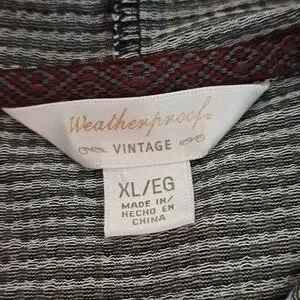 Weatherproof®
VINTAGE
XL/EG
MADE IN/
HECHO EN
CHINA